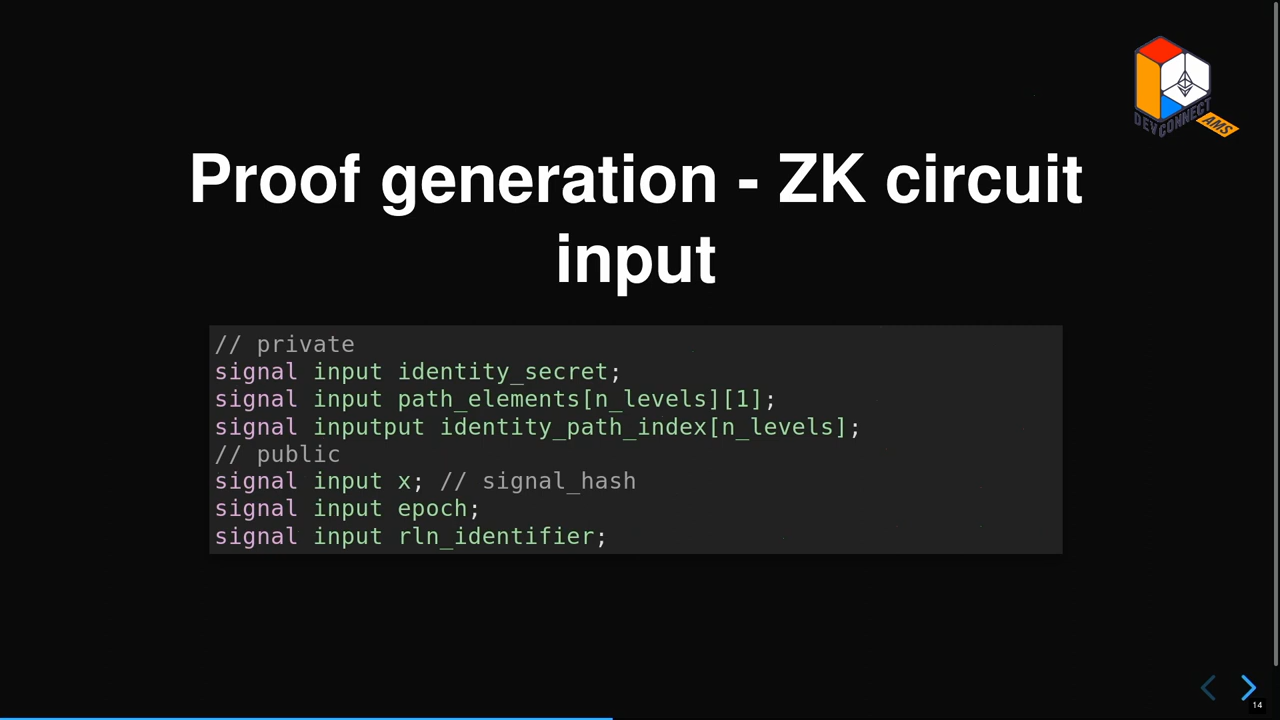 DEVCONNECT
AMS
Proof generation - ZK circuit
input
// private
signal input identity_secret;
signal input path_elements[n_levels][1];
signal inputput identity_path_index[n_levels];
// public
signal input x; // signal_hash
signal input epoch;
signal input rln_identifier;
14